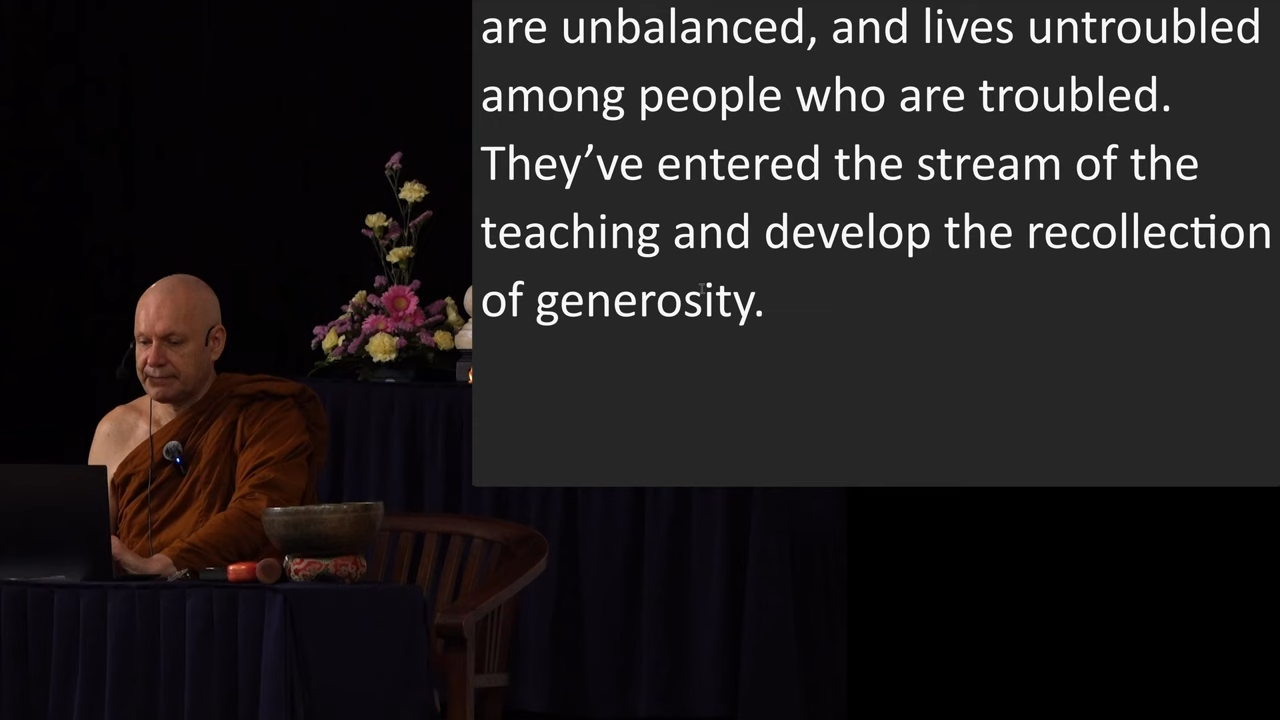 are unbalanced, and lives untroubled
among people who are troubled.
They’ve entered the stream of the
teaching and develop the recollection
of generosity.